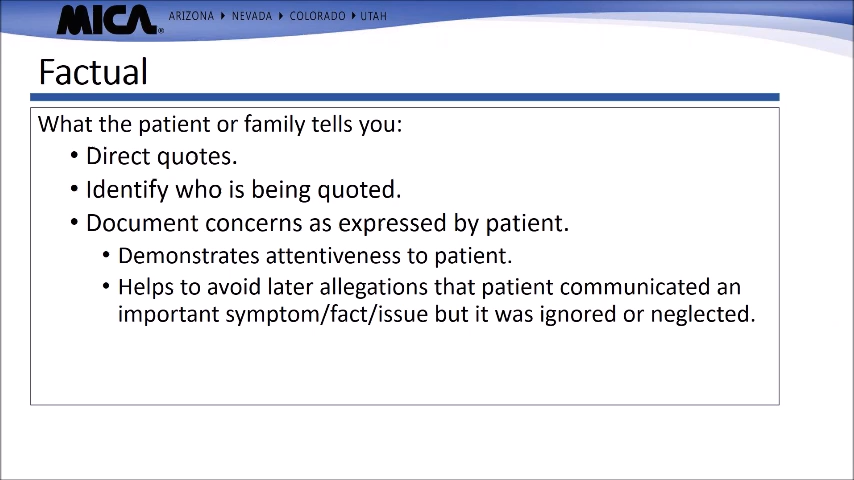 MICA® ARIZONA ▸ NEVADA ▸ COLORADO ▸ UTAH
Factual
What the patient or family tells you:
• Direct quotes.
• Identify who is being quoted.
• Document concerns as expressed by patient.
• Demonstrates attentiveness to patient.
• Helps to avoid later allegations that patient communicated an
important symptom/fact/issue but it was ignored or neglected.